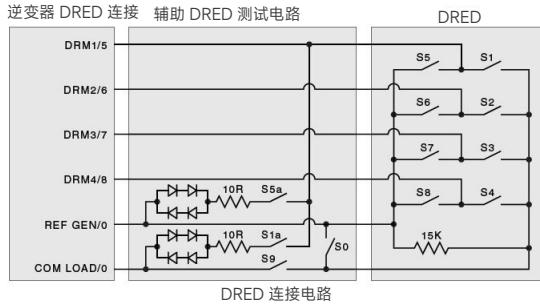 逆变器 DRED 连接 辅助 DRED 测试电路 DRED
DRM1/5
S5 S1
DRM2/6
S6 S2
DRM3/7
S7 S3
DRM4/8
S8 S4
10R S5a
REF GEN/0
10R S1a S0 15K
S9
COM LOAD/0
DRED 连接电路